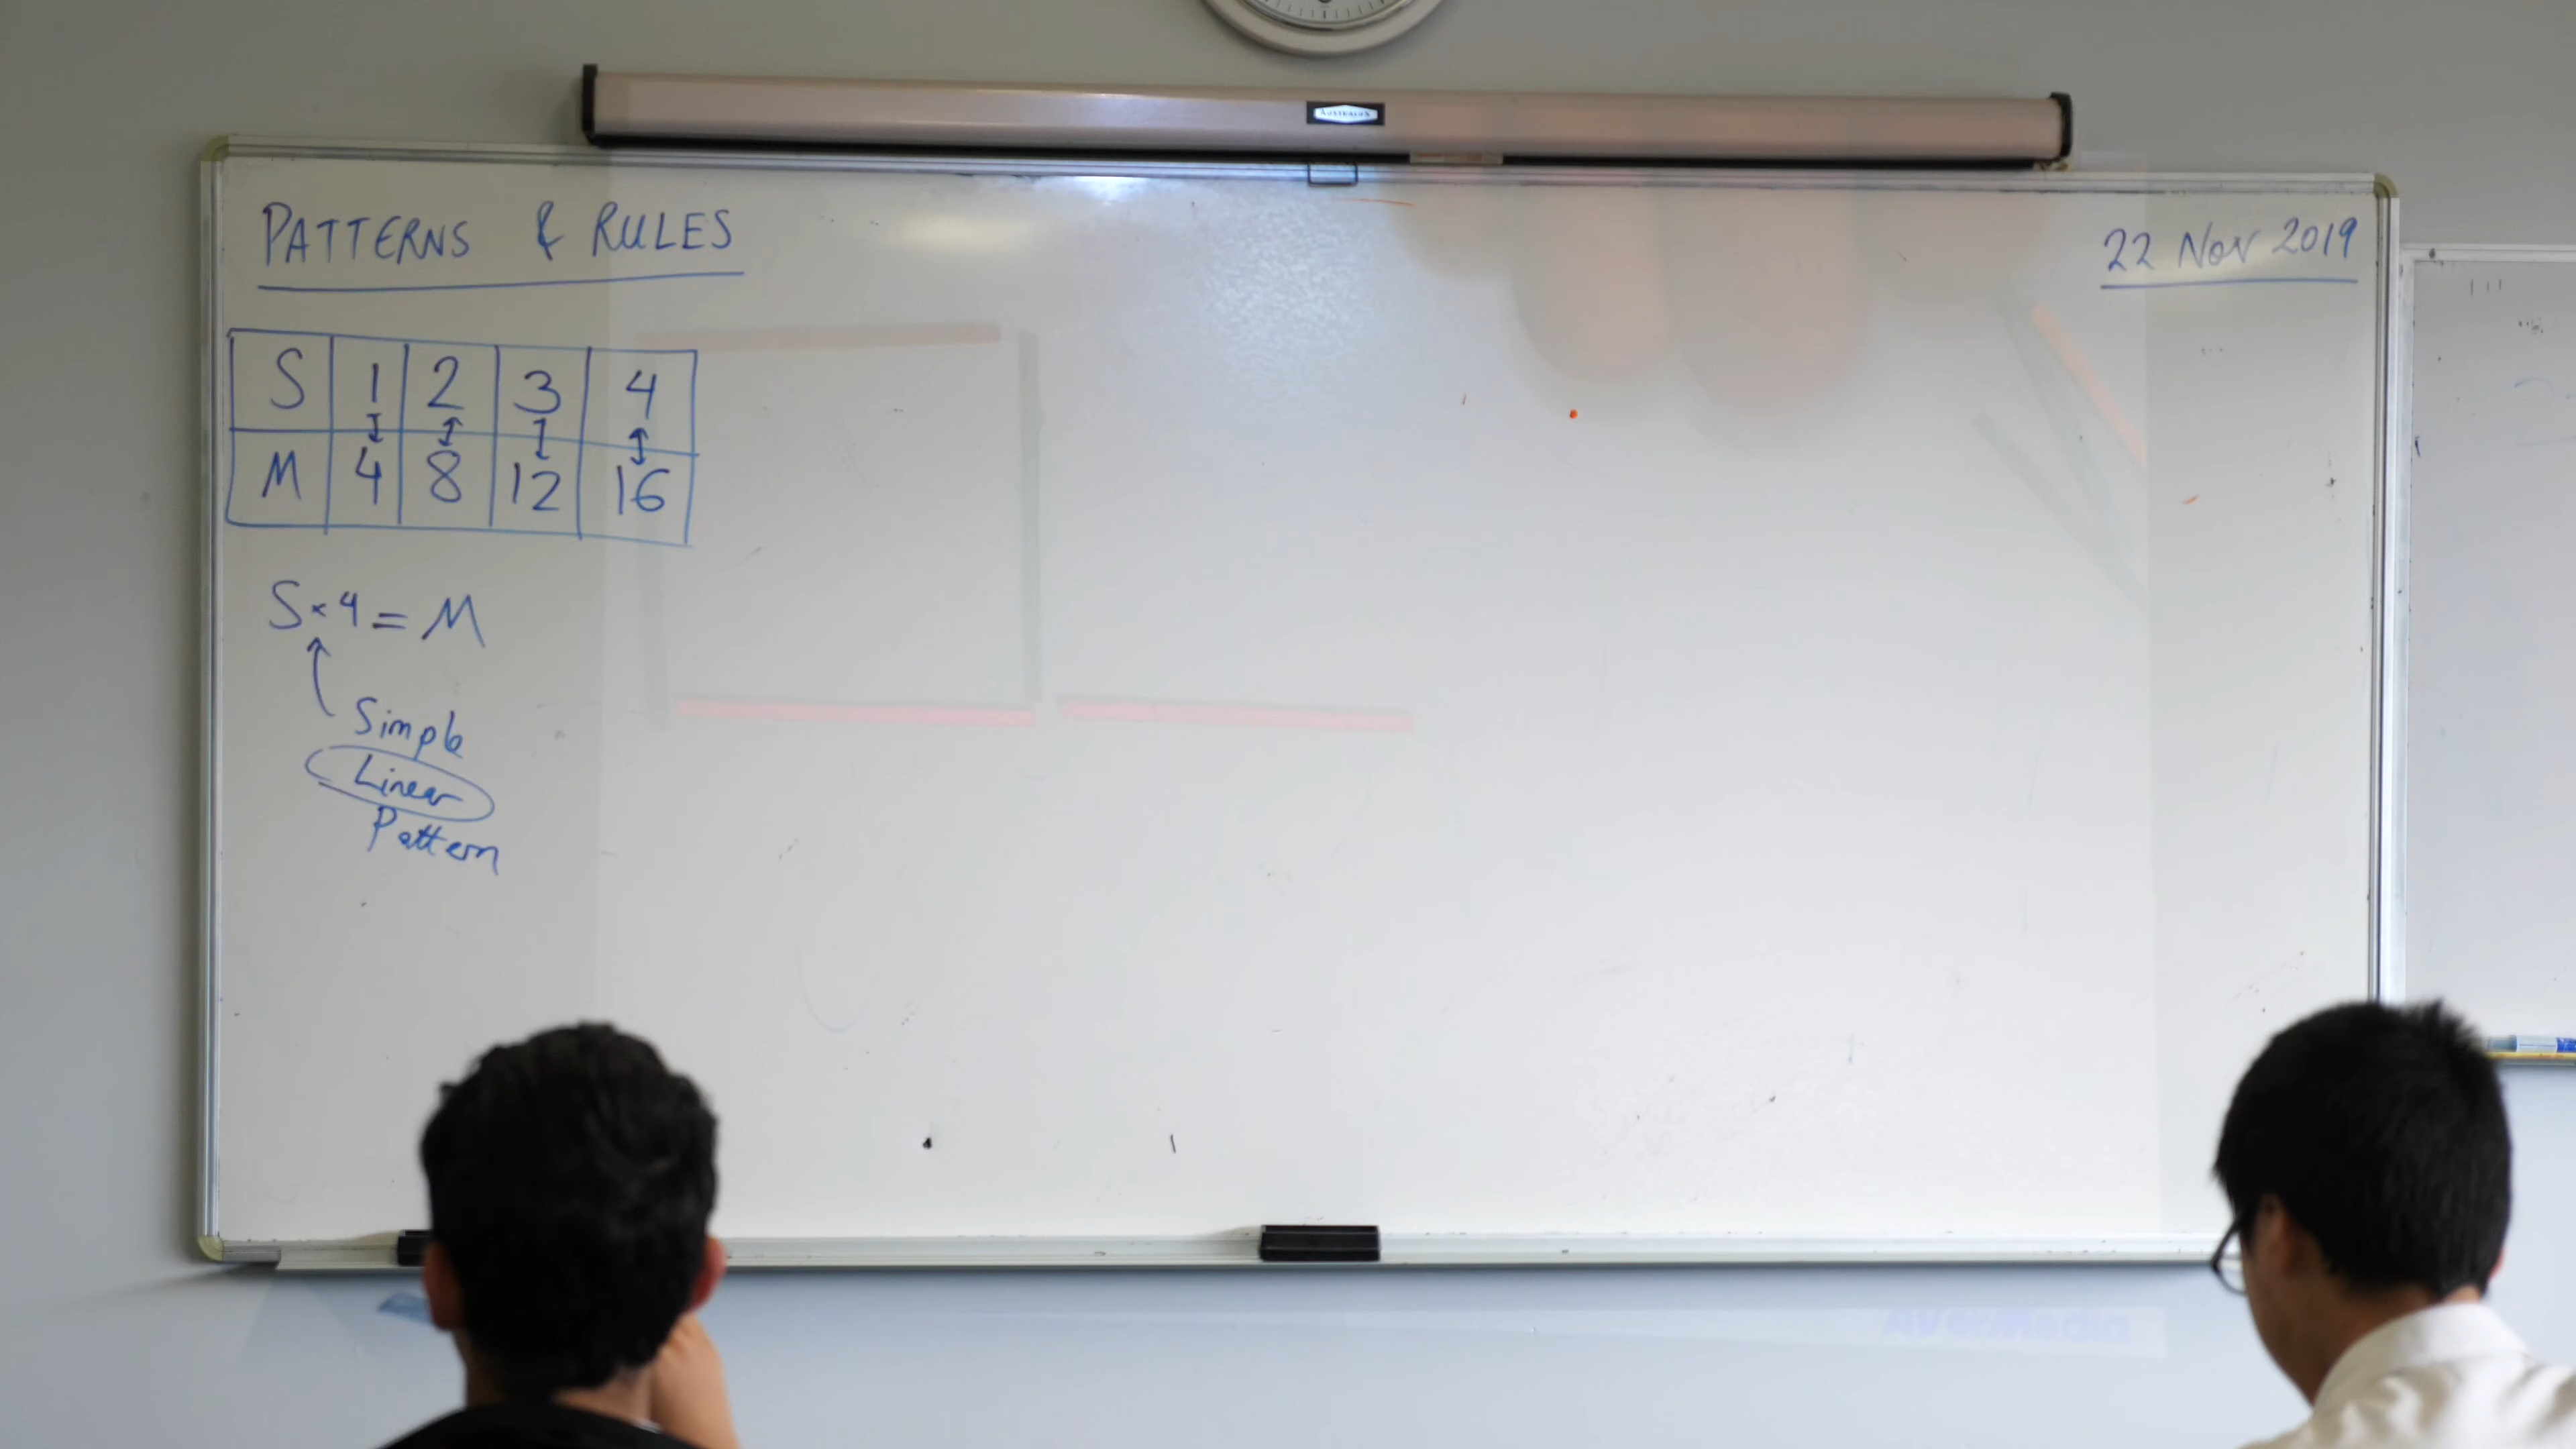 PATTERNS & RULES
22 Nov 2019
S 1 2 3 4
M 4 8 12 16
S × 4 = M
Simple
Linear
Pattern